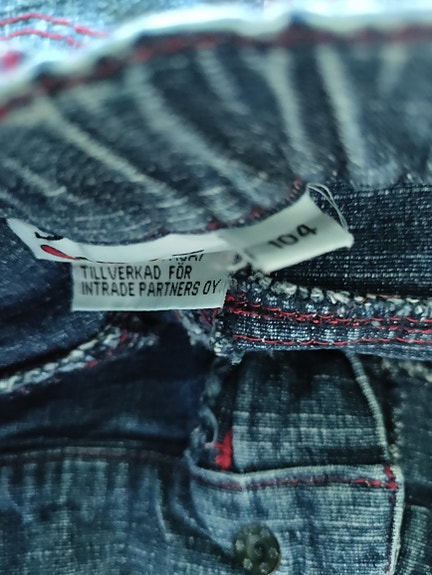 104
TILLVERKAD FÖR
INTRADE PARTNERS OY